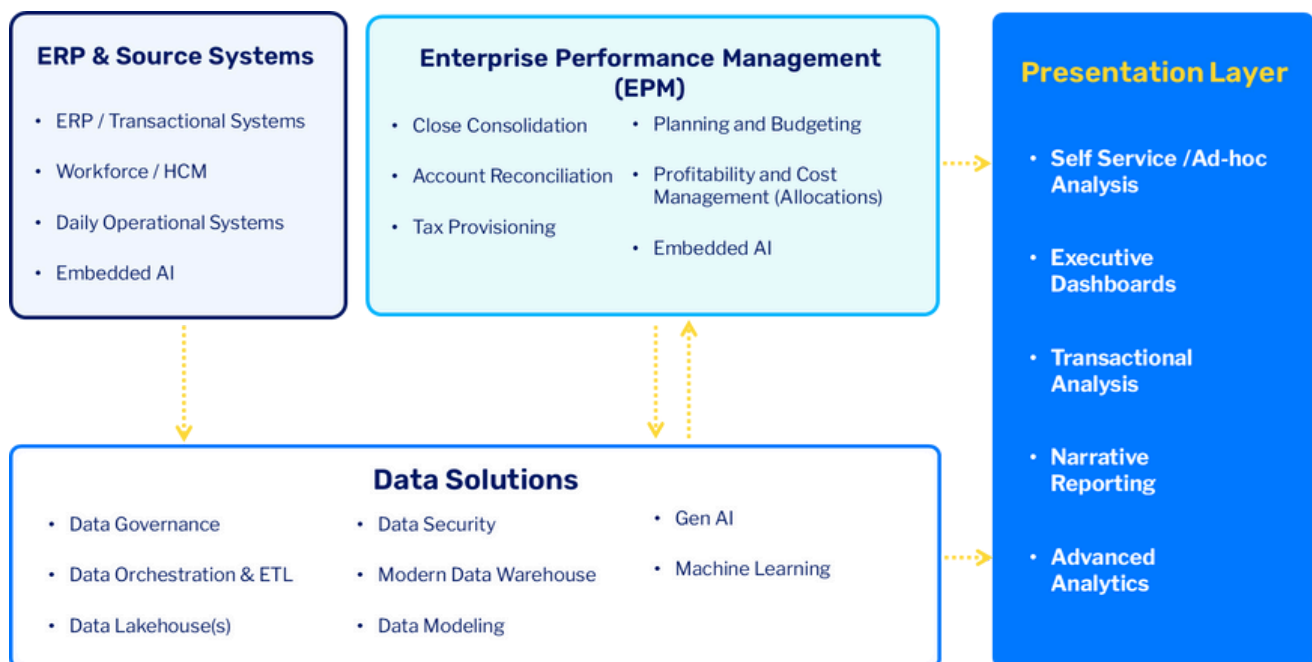 ERP & Source Systems
• ERP / Transactional Systems
• Workforce / HCM
• Daily Operational Systems
• Embedded AI
Enterprise Performance Management
(EPM)
• Close Consolidation
• Account Reconciliation
• Tax Provisioning
• Planning and Budgeting
• Profitability and Cost
Management (Allocations)
• Embedded AI
Presentation Layer
• Self Service /Ad-hoc
Analysis
• Executive
Dashboards
• Transactional
Analysis
• Narrative
Reporting
• Advanced
Analytics
Data Solutions
• Data Governance
• Data Orchestration & ETL
• Data Lakehouse(s)
• Data Security
• Modern Data Warehouse
• Data Modeling
• Gen AI
• Machine Learning